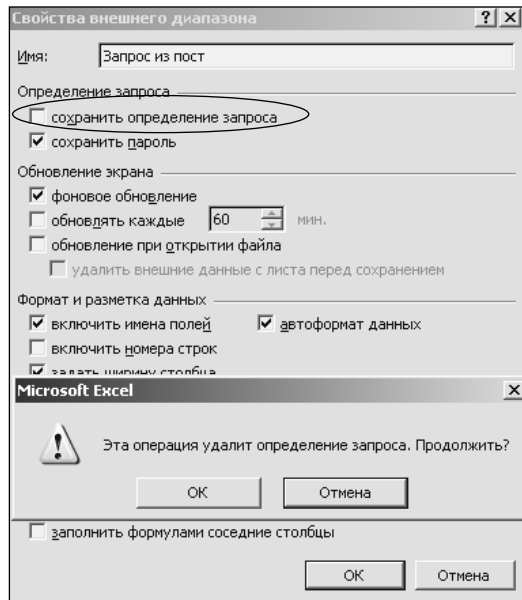 Свойства внешнего диапазона
Имя: Запрос из пост
Определение запроса
сохранить определение запроса
сохранить пароль
Обновление экрана
фоновое обновление
обновлять каждые 60 мин.
обновление при открытии файла
удалить внешние данные с листа перед сохранением
Формат и разметка данных
включить имена полей автоформат данных
включить номера строк
задать ширину столбца
Microsoft Excel
Эта операция удалит определение запроса. Продолжить?
ОК Отмена
заполнить формулами соседние столбцы
ОК Отмена